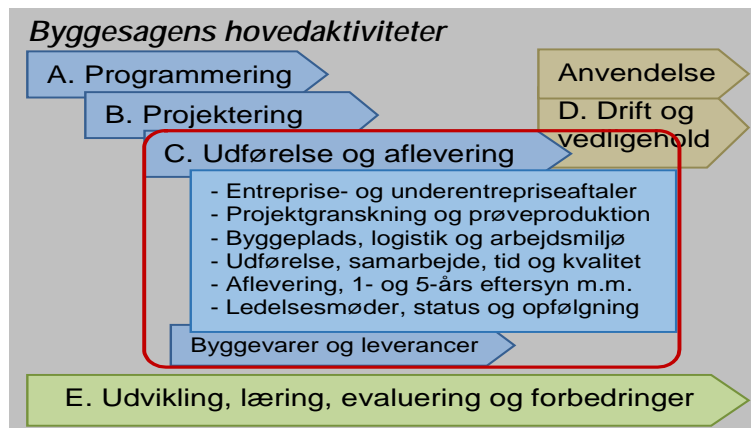 Byggesagens hovedaktiviteter
A. Programmering
Anvendelse
B. Projektering
D. Drift og
vedligehold
C. Udførelse og aflevering
- Entreprise- og underentrepriseaftaler
- Projektgranskning og prøveproduktion
- Byggeplads, logistik og arbejdsmiljø
- Udførelse, samarbejde, tid og kvalitet
- Aflevering, 1- og 5-års eftersyn m.m.
- Ledelsesmøder, status og opfølgning
Byggevarer og leverancer
E. Udvikling, læring, evaluering og forbedringer